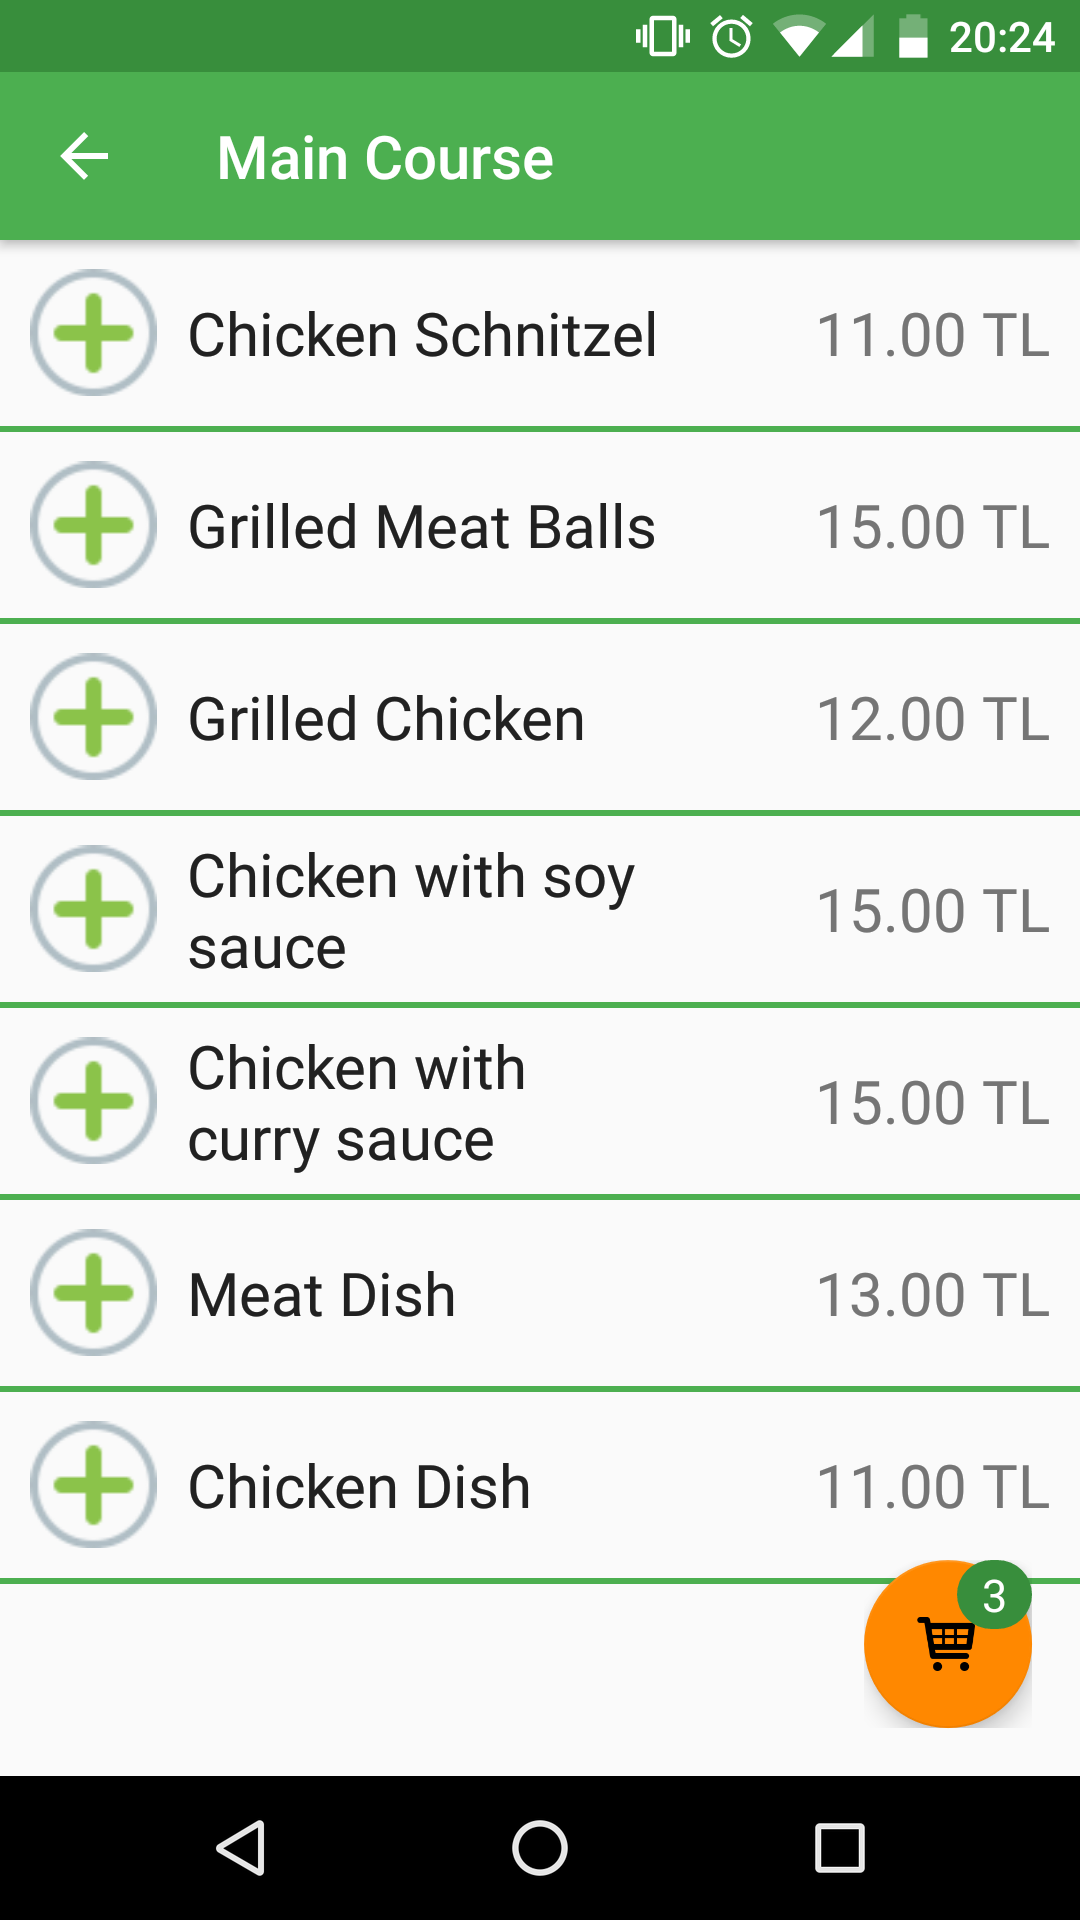 20:24
Main Course
Chicken Schnitzel 11.00 TL
Grilled Meat Balls 15.00 TL
Grilled Chicken 12.00 TL
Chicken with soy
sauce
15.00 TL
Chicken with
curry sauce
15.00 TL
Meat Dish 13.00 TL
Chicken Dish 11.00 TL
3